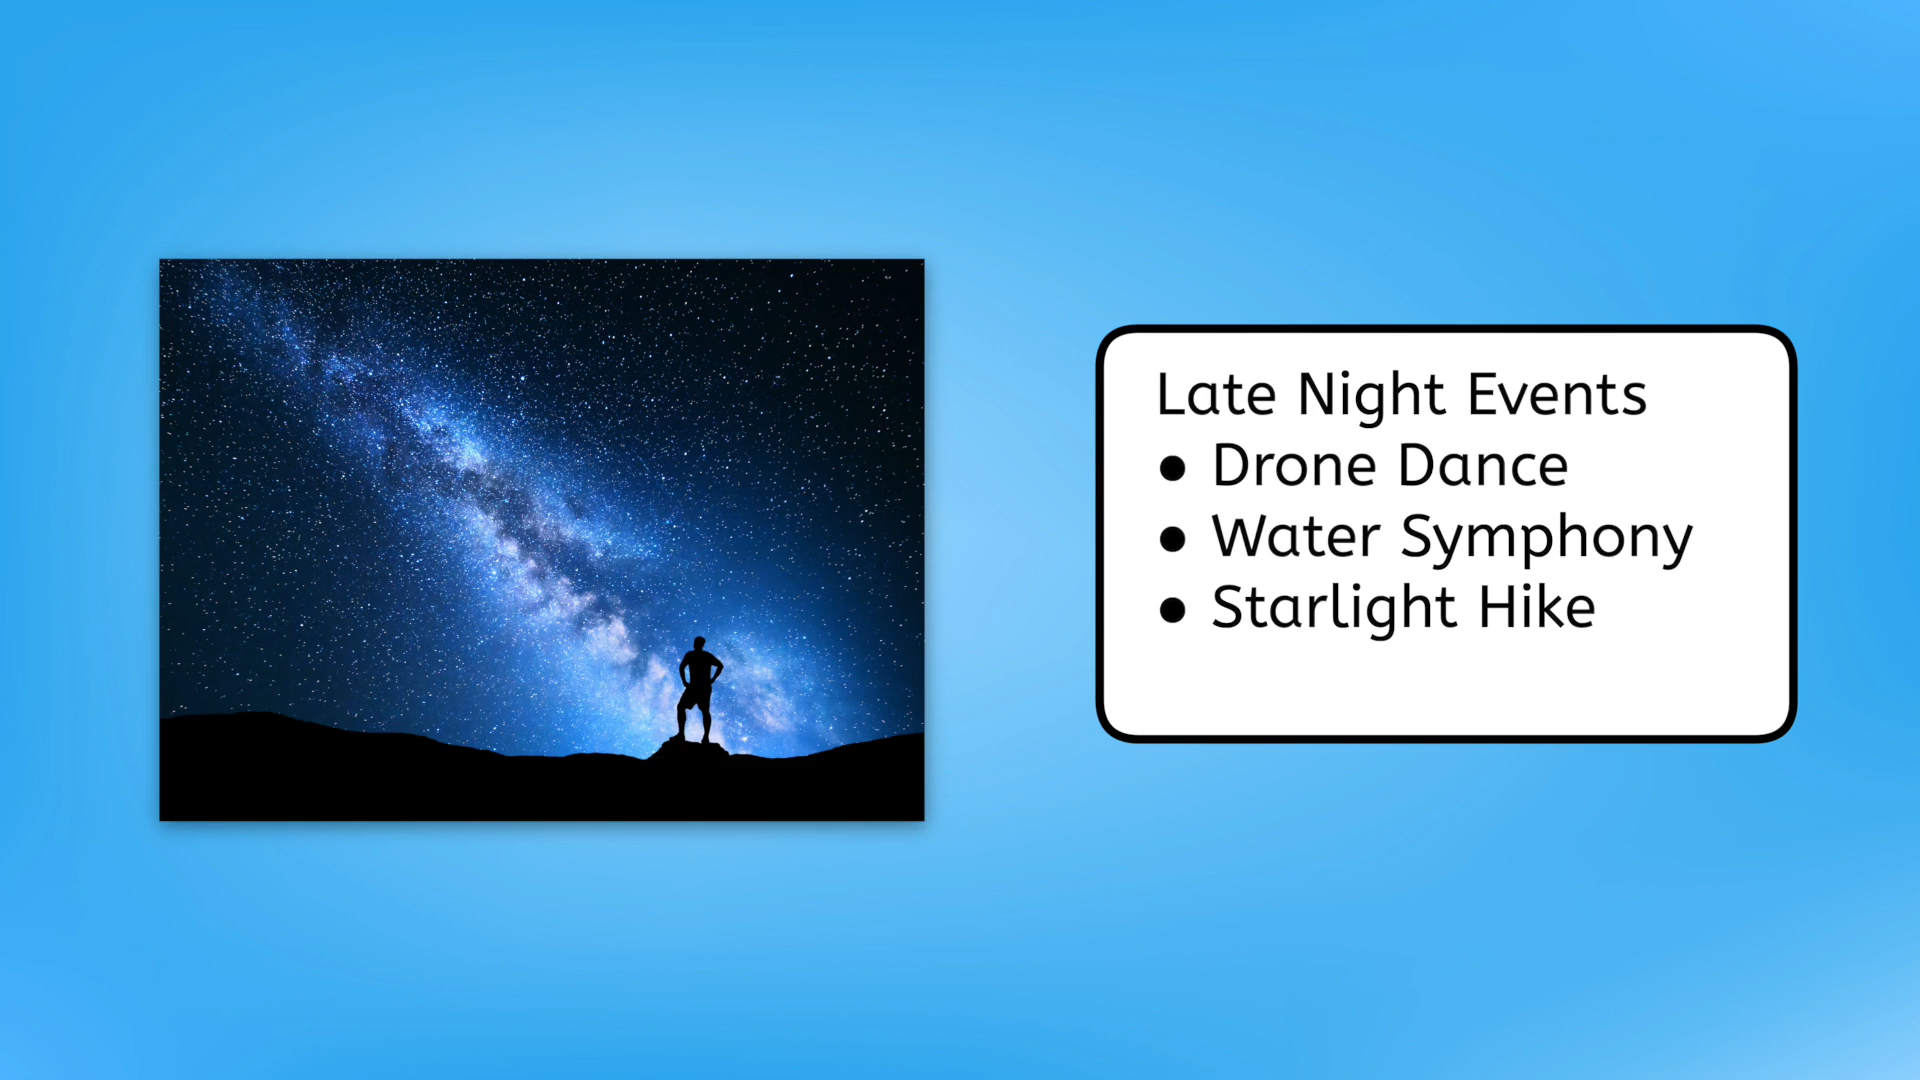 Late Night Events
● Drone Dance
● Water Symphony
● Starlight Hike